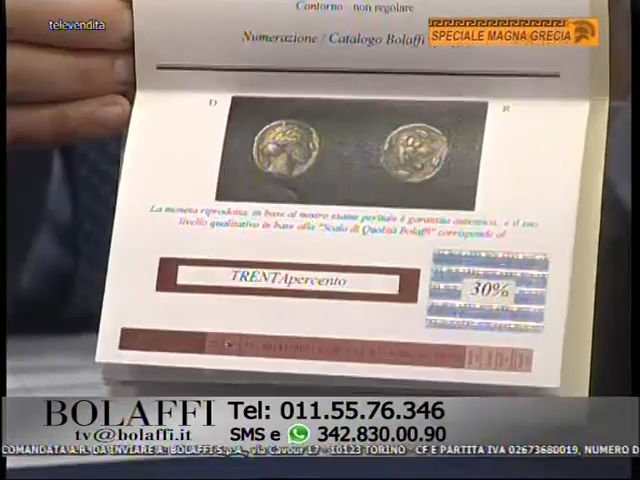 Contorno non regolare
televendita
SPECIALE MAGNA GRECIA
Numerazione / Catalogo Bolaffi
D R
La moneta riprodotta, in base al nostro esame peritale è garantita autentica, e il suo
livello qualitativo in base alla "Scala di Qualità Bolaffi" corrisponde al
TRENTApercento
30%
BOLAFFI Tel: 011.55.76.346
tv@bolaffi.it SMS e 342.830.00.90
COMANDATA A.R. DA INVIARE A: BOLAFFI S.p.A., Via Cavour 17 - 10123 TORINO - CF E PARTITA IVA 02673680019, NUMERO D